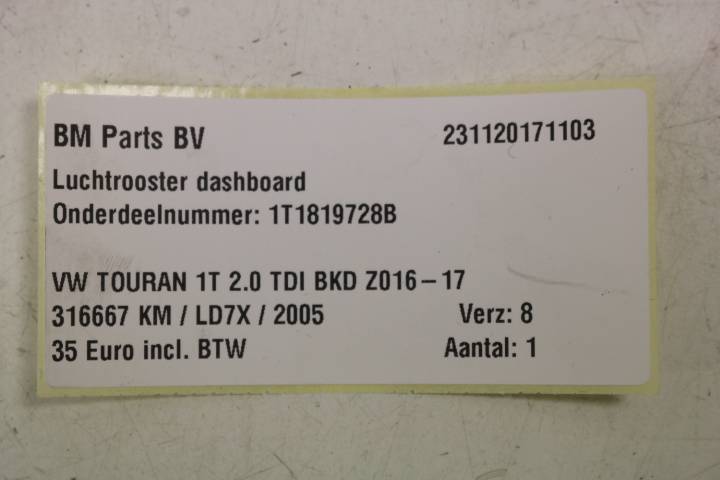 BM Parts BV 231120171103
Luchtrooster dashboard
Onderdeelnummer: 1T1819728B
VW TOURAN 1T 2.0 TDI BKD Z016-17
316667 KM / LD7X / 2005 Verz: 8
35 Euro incl. BTW Aantal: 1